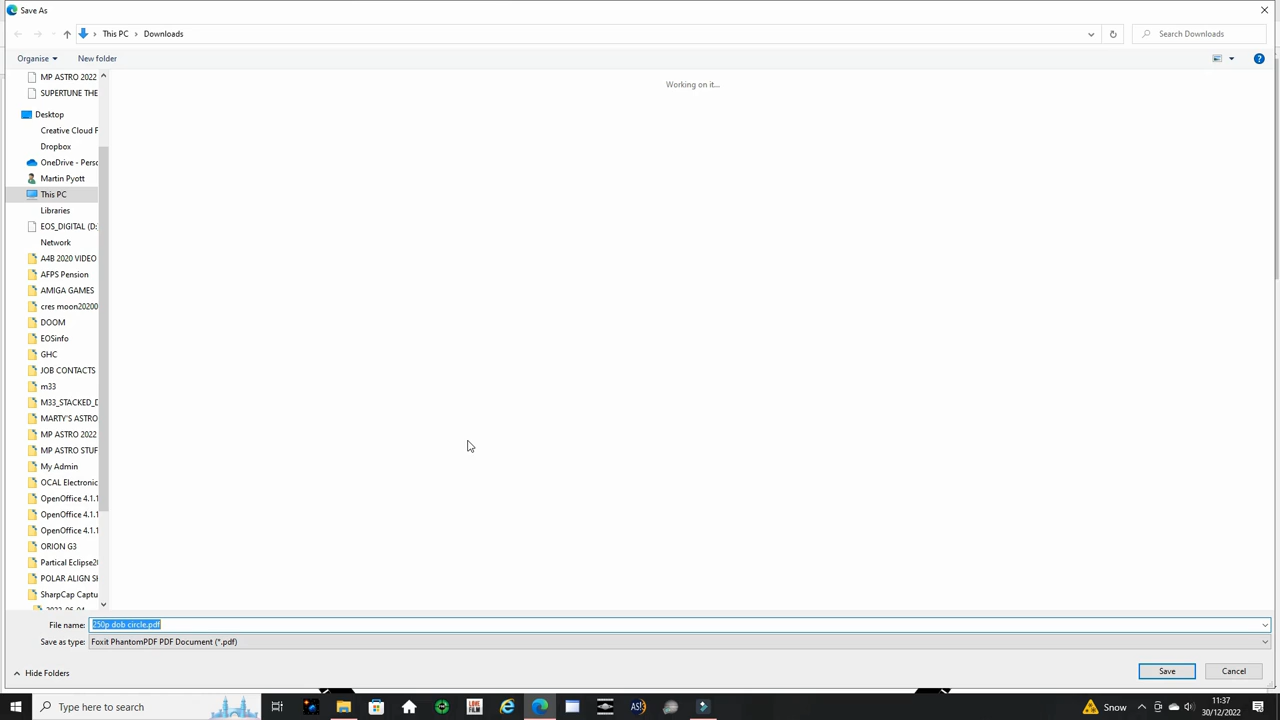 Save As
This PC
Downloads
Search Downloads
Organise
New folder
Working on it...
MP ASTRO 2022
SUPERTUNE THE
Desktop
Creative Cloud F
Dropbox
OneDrive - Perso
Martin Pyott
This PC
Libraries
EOS_DIGITAL (D:
Network
A4B 2020 VIDEO
AFPS Pension
AMIGA GAMES
cres moon20200
DOOM
EOSinfo
GHC
JOB CONTACTS
m33
M33_STACKED_D
MARTY'S ASTRO
MP ASTRO 2022
MP ASTRO STUF
My Admin
OCAL Electronic
OpenOffice 4.1.1
OpenOffice 4.1.1
OpenOffice 4.1.1
ORION G3
Partical Eclipse20
POLAR ALIGN SH
SharpCap Captu
File name: 250p dob circle.pdf
Save as type: Foxit PhantomPDF PDF Document (*.pdf)
Hide Folders
Save
Cancel
Type here to search
LOVE
FILM
Snow
11:37
30/12/2022